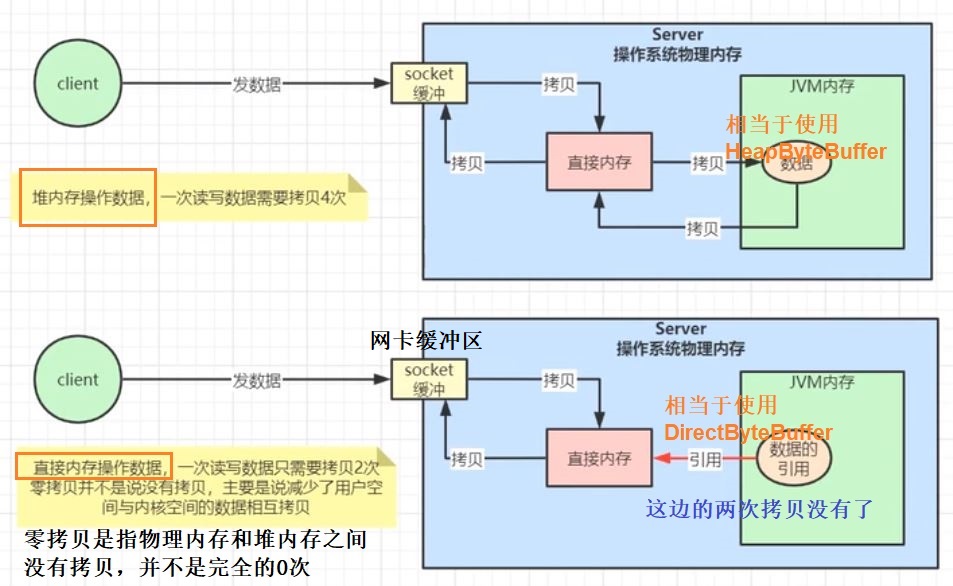 Server
操作系统物理内存
client
发数据
socket
缓冲
拷贝
JVM内存
相当于使用
HeapByteBuffer
拷贝
直接内存
拷贝
数据
堆内存操作数据，一次读写数据需要拷贝4次
拷贝
网卡缓冲区
Server
操作系统物理内存
client
发数据
socket
缓冲
拷贝
JVM内存
相当于使用
DirectByteBuffer
拷贝
直接内存
引用
数据的
引用
直接内存操作数据，一次读写数据只需要拷贝2次
零拷贝并不是说没有拷贝，主要是说减少了用户空
间与内核空间的数据相互拷贝
这边的两次拷贝没有了
零拷贝是指物理内存和堆内存之间
没有拷贝，并不是完全的0次